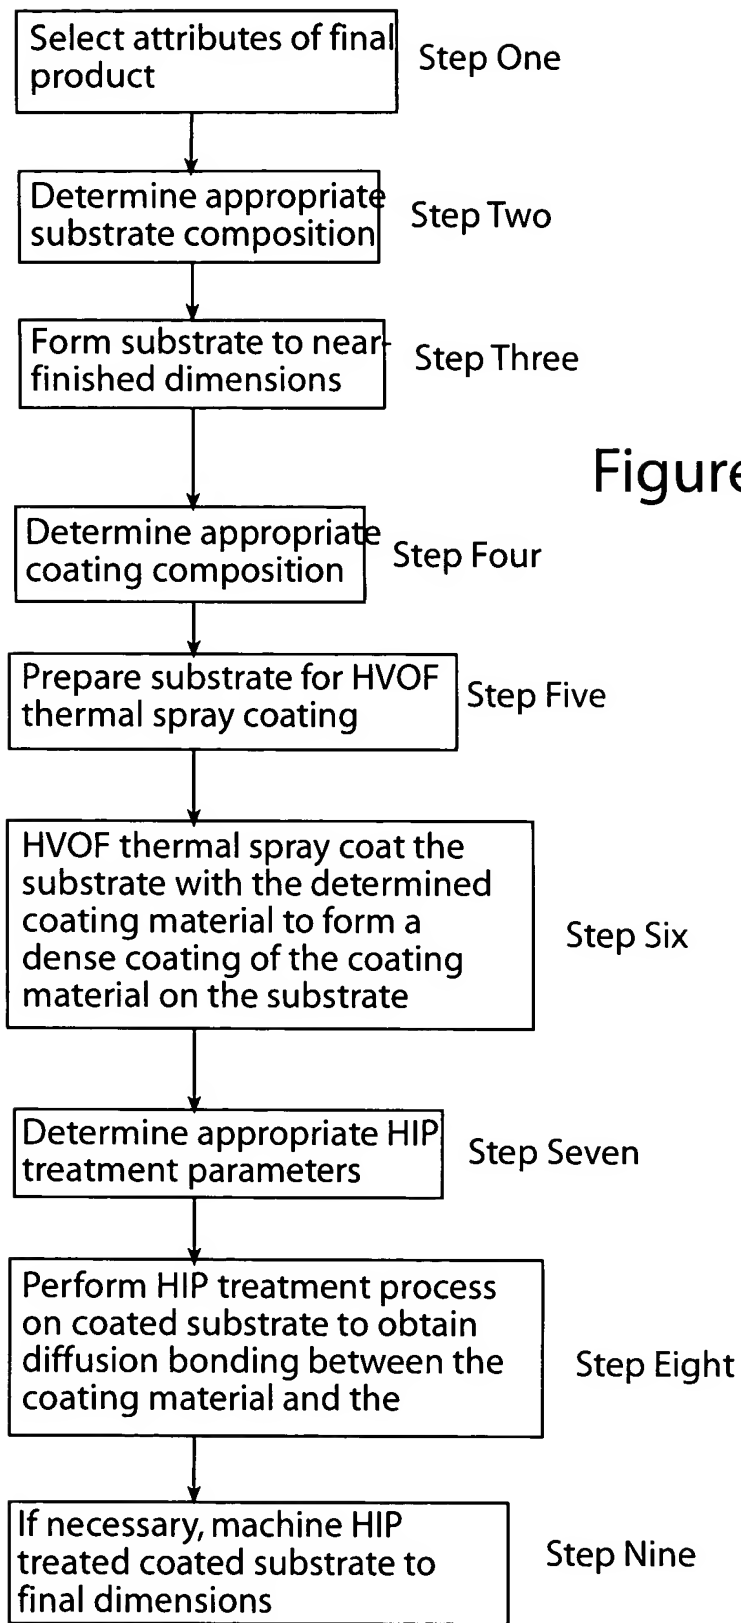 Select attributes of final
product
Step One
Determine appropriate
substrate composition
Step Two
Form substrate to near-
finished dimensions
Step Three
Figure
Determine appropriate
coating composition
Step Four
Prepare substrate for HVOF
thermal spray coating
Step Five
HVOF thermal spray coat the
substrate with the determined
coating material to form a
dense coating of the coating
material on the substrate
Step Six
Determine appropriate HIP
treatment parameters
Step Seven
Perform HIP treatment process
on coated substrate to obtain
diffusion bonding between the
coating material and the
Step Eight
If necessary, machine HIP
treated coated substrate to
final dimensions
Step Nine